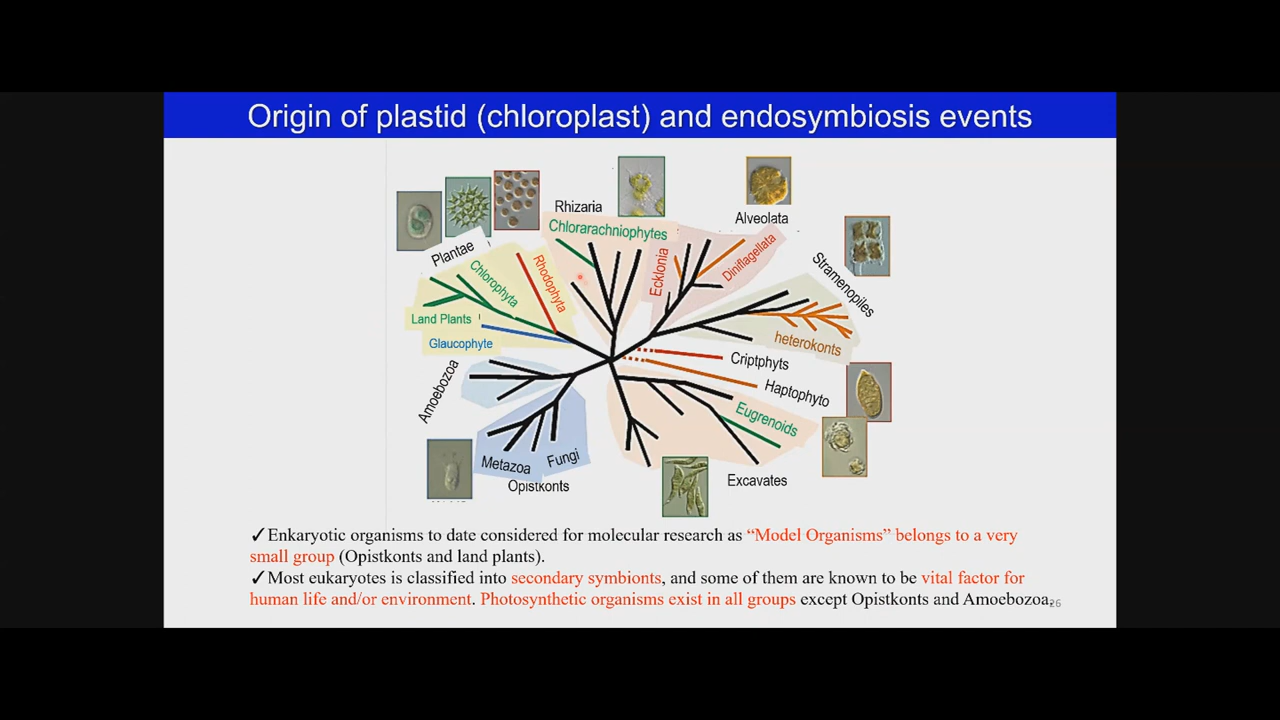 Origin of plastid (chloroplast) and endosymbiosis events
Rhizaria
Chlorarachniophytes
Alveolata
Ecklonia
Diniflagellata
Stramenopiles
heterokonts
Plantae
Chlorophyta
Rhodophyta
Land Plants
Glaucophyte
Criptphyts
Haptophyto
Amoebozoa
Eugrenoids
Metazoa
Fungi
Opistkonts
Excavates
✓Enkaryotic organisms to date considered for molecular research as “Model Organisms” belongs to a very
small group (Opistkonts and land plants).
✓Most eukaryotes is classified into secondary symbionts, and some of them are known to be vital factor for
human life and/or environment. Photosynthetic organisms exist in all groups except Opistkonts and Amoebozoa.
26